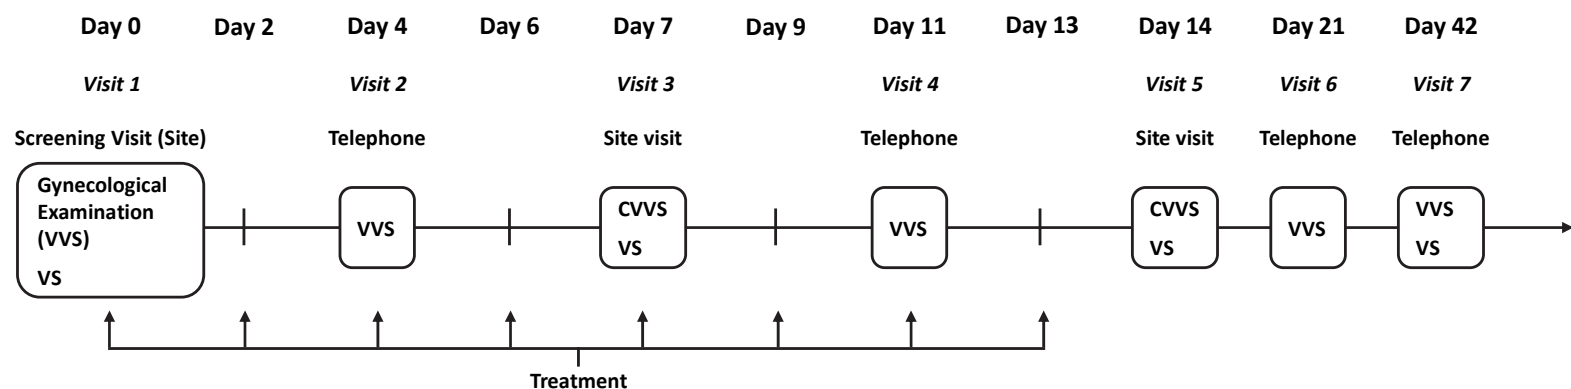 Day 0 Day 2 Day 4 Day 6 Day 7 Day 9 Day 11 Day 13 Day 14 Day 21 Day 42
Visit 1 Visit 2 Visit 3 Visit 4 Visit 5 Visit 6 Visit 7
Screening Visit (Site) Telephone Site visit Telephone Site visit Telephone Telephone
Gynecological
Examination
(VVS)
VS
VVS
CVVS
VS
VVS
CVVS
VS
VVS
VVS
VS
Treatment